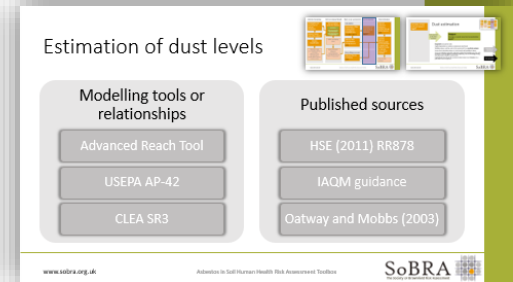 Estimation of dust levels
Dust estimation
Modelling tools or
relationships
Advanced Reach Tool
USEPA AP-42
CLEA SR3
Published sources
HSE (2011) RR878
IAQM guidance
Oatway and Mobbs (2003)
www.sobra.org.uk
Asbestos in Soil Human Health Risk Assessment Toolbox
SoBRA